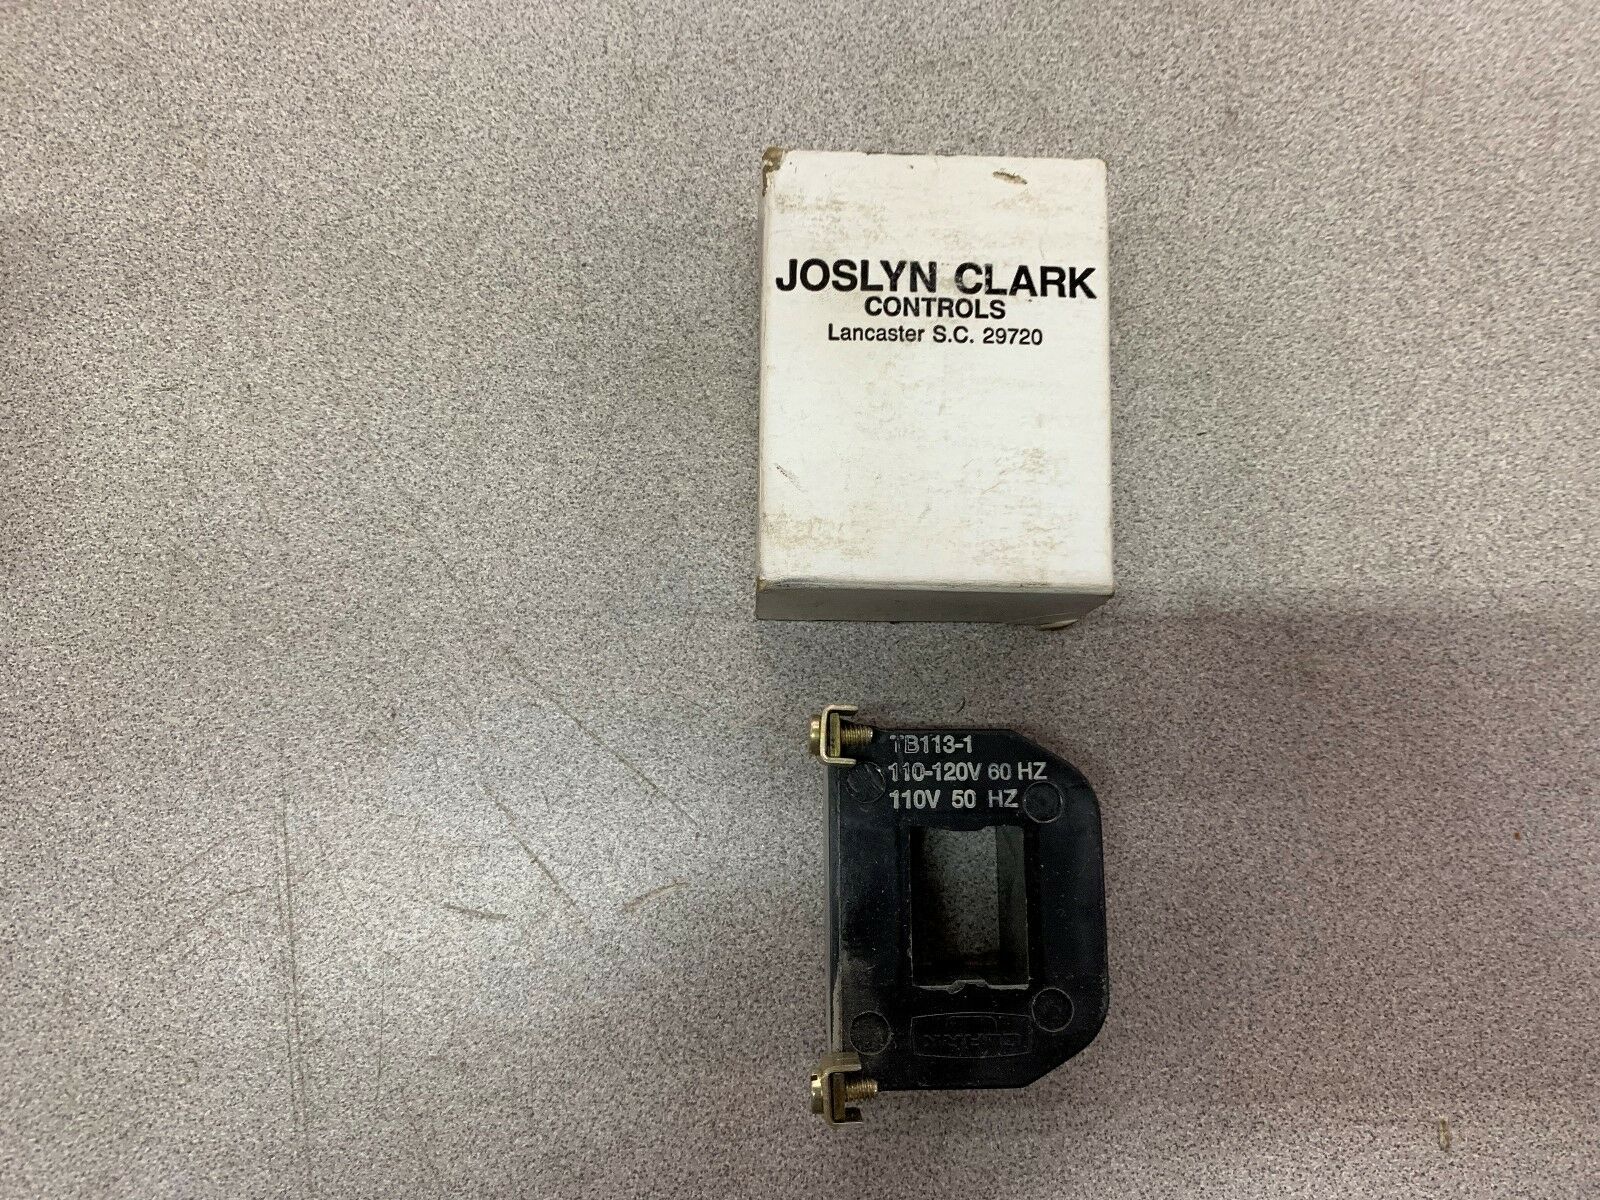 JOSLYN CLARK
CONTROLS
Lancaster S.C. 29720
TB113-1
110-120V 60 HZ
110V 50 HZ